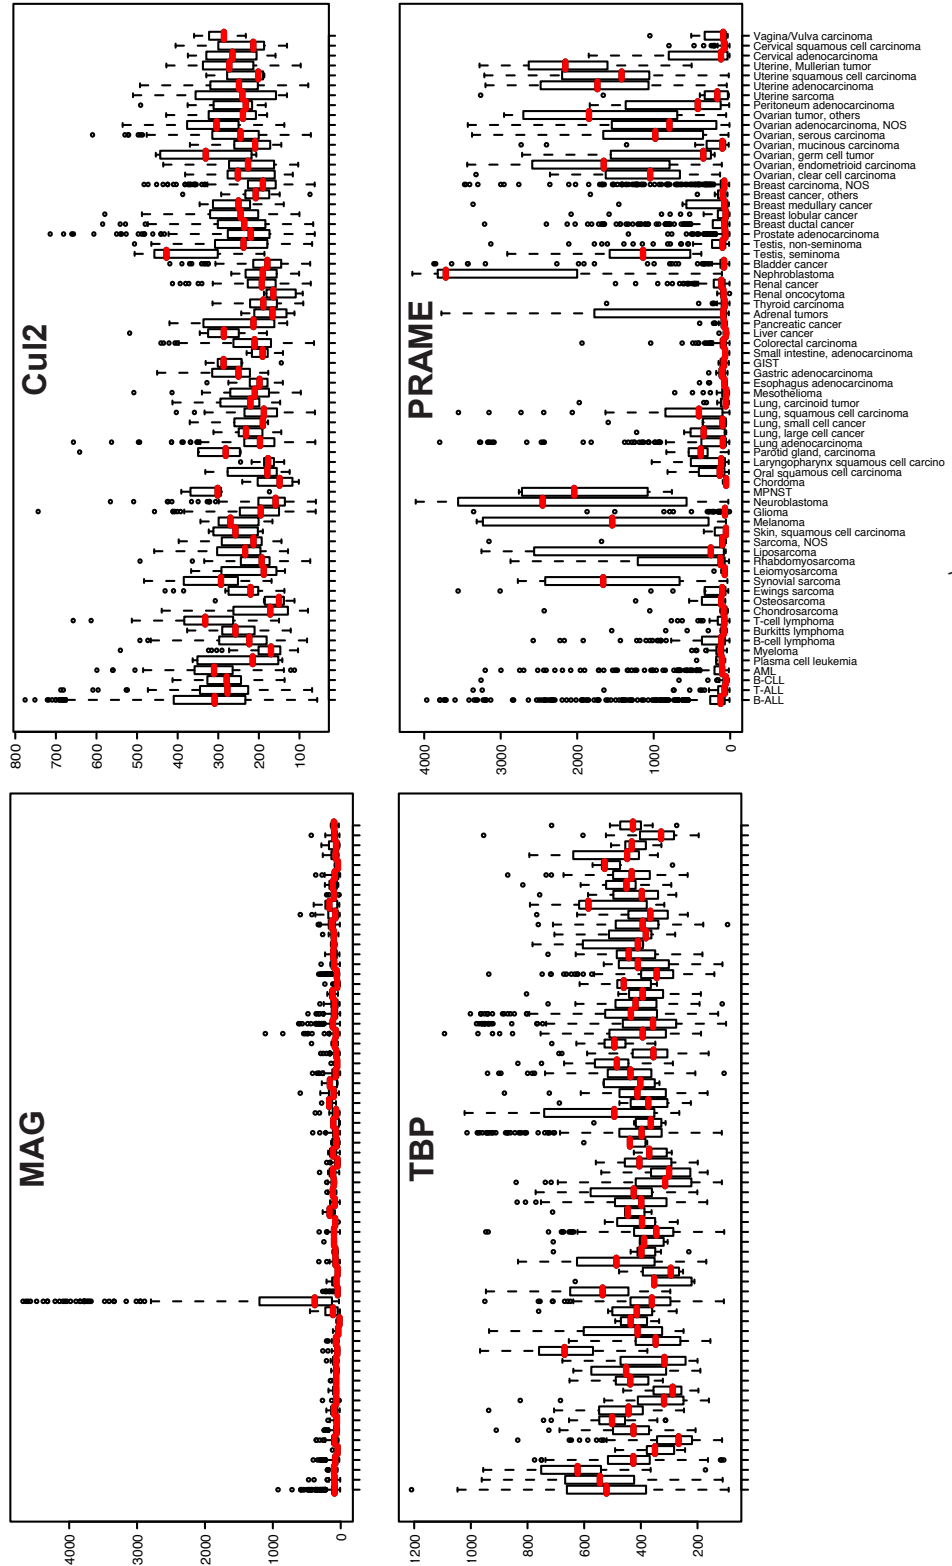 Cul2
800
700
600
500
400
300
200
100
PRAME
4000
3000
2000
1000
0
Vagina/Vulva carcinoma
Cervical squamous cell carcinoma
Cervical adenocarcinoma
Uterine, Mullerian tumor
Uterine squamous cell carcinoma
Uterine adenocarcinoma
Uterine sarcoma
Peritoneum adenocarcinoma
Ovarian tumor, others
Ovarian adenocarcinoma, NOS
Ovarian, serous carcinoma
Ovarian, mucinous carcinoma
Ovarian, germ cell tumor
Ovarian, endometrioid carcinoma
Ovarian, clear cell carcinoma
Breast carcinoma, NOS
Breast cancer, others
Breast medullary cancer
Breast lobular cancer
Breast ductal cancer
Prostate adenocarcinoma
Testis, non-seminoma
Testis, seminoma
Bladder cancer
Nephroblastoma
Renal cancer
Renal oncocytoma
Thyroid carcinoma
Adrenal tumors
Pancreatic cancer
Liver cancer
Colorectal carcinoma
Small intestine, adenocarcinoma
GIST
Gastric adenocarcinoma
Esophagus adenocarcinoma
Mesothelioma
Lung, carcinoid tumor
Lung, squamous cell carcinoma
Lung, small cell cancer
Lung, large cell cancer
Lung adenocarcinoma
Parotid gland, carcinoma
Laryngopharynx squamous cell carcino
Oral squamous cell carcinoma
Chordoma
MPNST
Neuroblastoma
Glioma
Melanoma
Skin, squamous cell carcinoma
Sarcoma, NOS
Liposarcoma
Rhabdomyosarcoma
Leiomyosarcoma
Synovial sarcoma
Ewings sarcoma
Osteosarcoma
Chondrosarcoma
T-cell lymphoma
Burkitts lymphoma
B-cell lymphoma
Myeloma
Plasma cell leukemia
AML
B-CLL
T-ALL
B-ALL
MAG
4000
3000
2000
1000
0
TBP
1200
1000
800
600
400
200